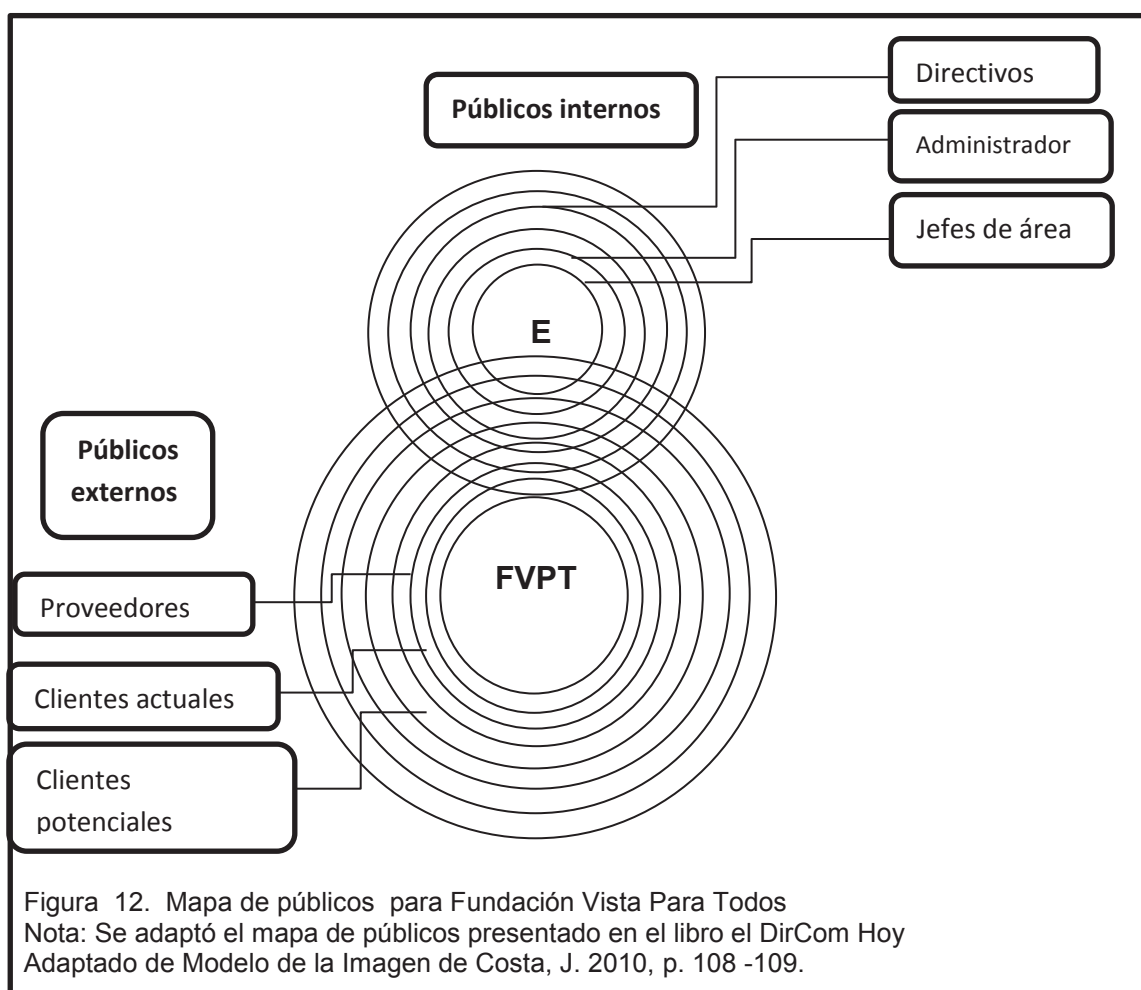 Directivos
Públicos internos
Administrador
Jefes de área
E
Públicos
externos
FVPT
Proveedores
Clientes actuales
Clientes
potenciales
Figura 12. Mapa de públicos para Fundación Vista Para Todos
Nota: Se adaptó el mapa de públicos presentado en el libro el DirCom Hoy
Adaptado de Modelo de la Imagen de Costa, J. 2010, p. 108 -109.